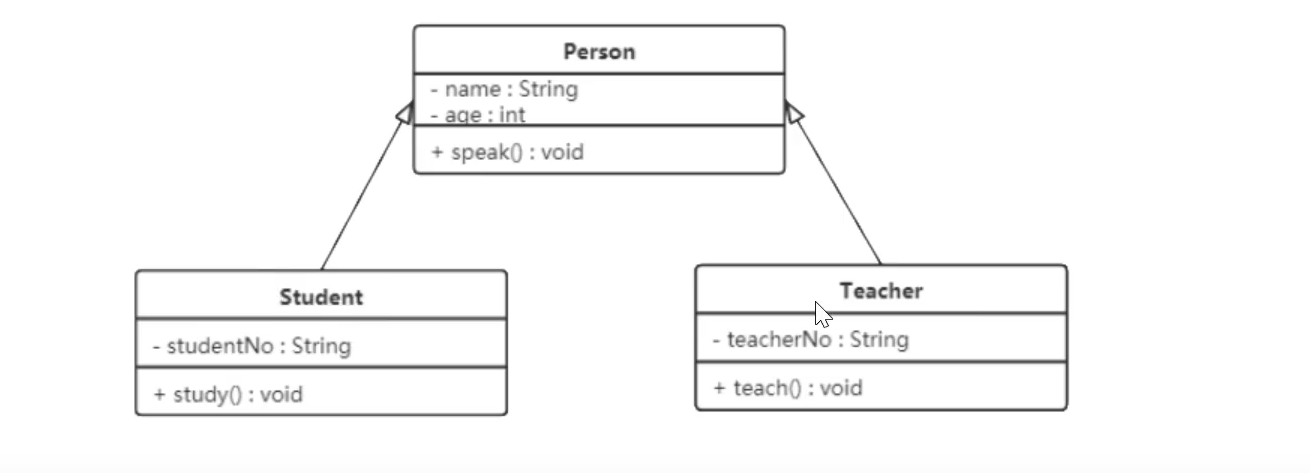 Person
- name : String
- age : int
+ speak() : void
Student
- studentNo : String
+ study() : void
Teacher
- teacherNo : String
+ teach() : void